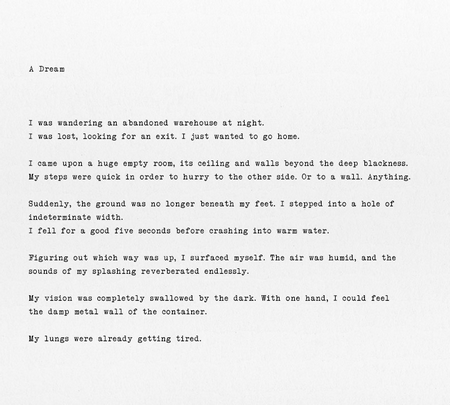 A Dream
I was wandering an abandoned warehouse at night.
I was lost, looking for an exit. I just wanted to go home.
I came upon a huge empty room, its ceiling and walls beyond the deep blackness.
My steps were quick in order to hurry to the other side. Or to a wall. Anything.
Suddenly, the ground was no longer beneath my feet. I stepped into a hole of
indeterminate width.
I fell for a good five seconds before crashing into warm water.
Figuring out which way was up, I surfaced myself. The air was humid, and the
sounds of my splashing reverberated endlessly.
My vision was completely swallowed by the dark. With one hand, I could feel
the damp metal wall of the container.
My lungs were already getting tired.